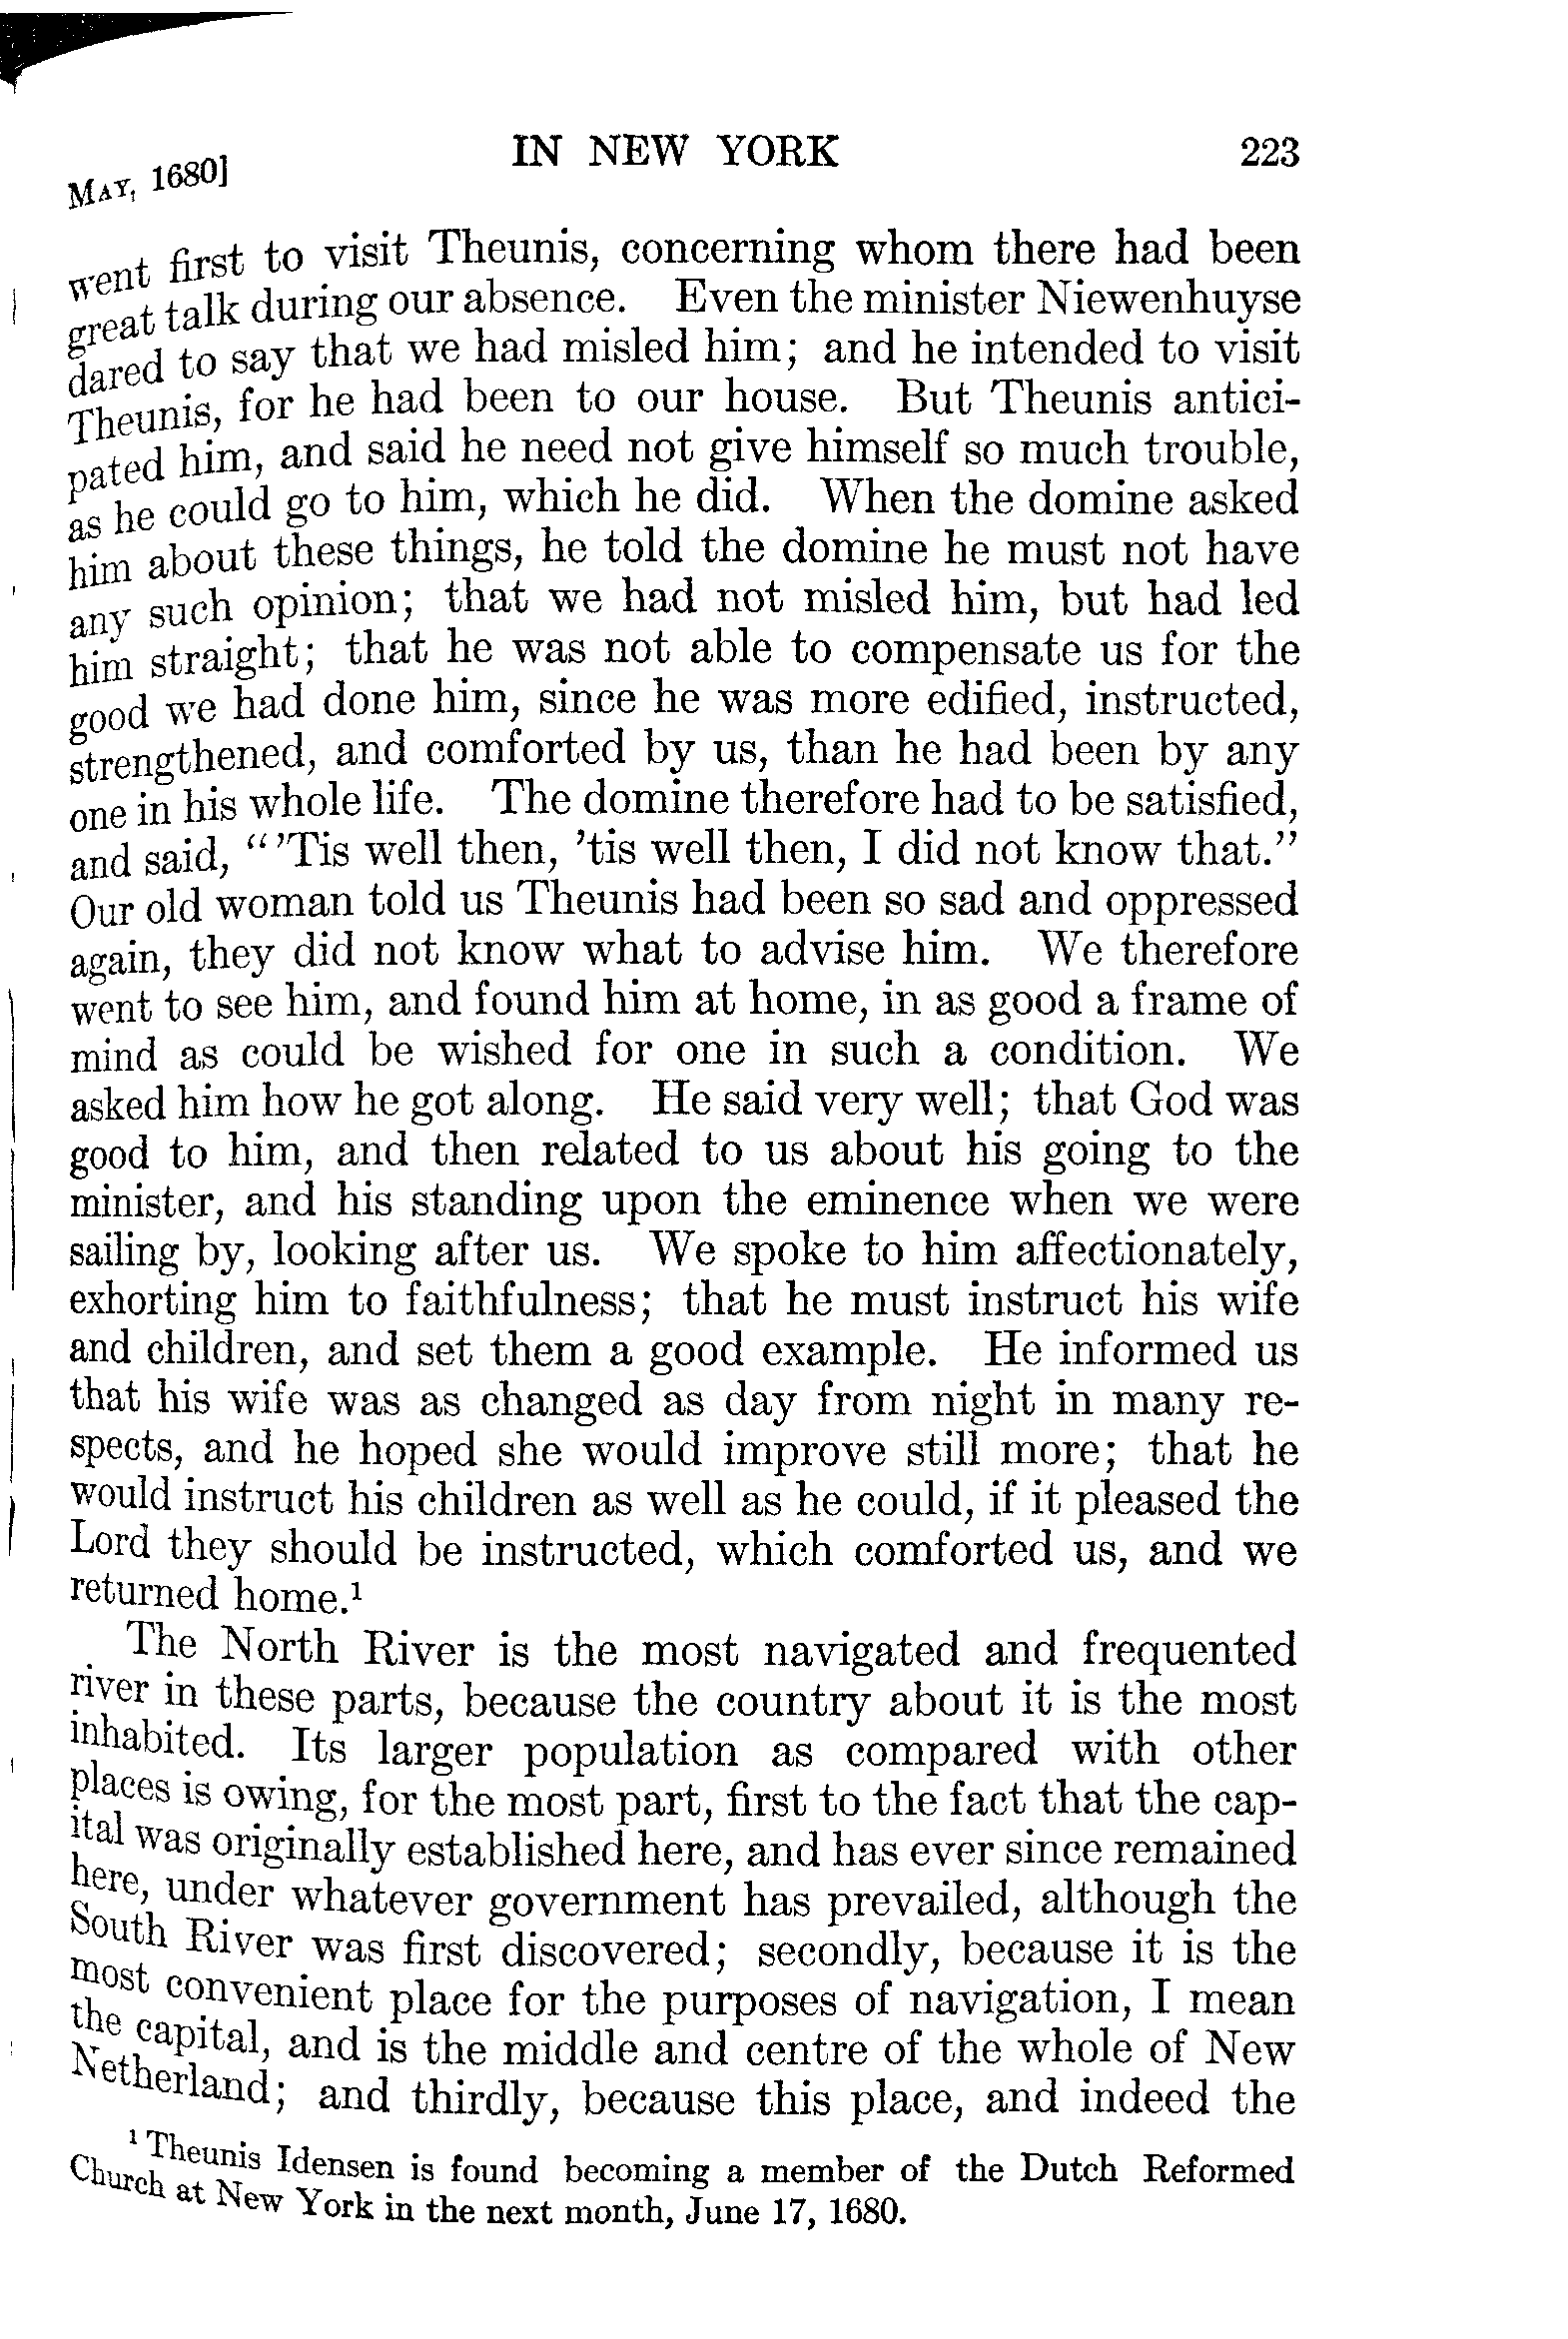 MAY, 1680] IN NEW YORK 223
went first to visit Theunis, concerning whom there had been
great talk during our absence. Even the minister Niewenhuyse
dared to say that we had misled him; and he intended to visit
Theunis, for he had been to our house. But Theunis antici-
pated him, and said he need not give himself so much trouble,
as he could go to him, which he did. When the domine asked
him about these things, he told the domine he must not have
any such opinion; that we had not misled him, but had led
him straight; that he was not able to compensate us for the
good we had done him, since he was more edified, instructed,
strengthened, and comforted by us, than he had been by any
one in his whole life. The domine therefore had to be satisfied,
and said, “ ’Tis well then, ’tis well then, I did not know that.”
Our old woman told us Theunis had been so sad and oppressed
again, they did not know what to advise him. We therefore
went to see him, and found him at home, in as good a frame of
mind as could be wished for one in such a condition. We
asked him how he got along. He said very well; that God was
good to him, and then related to us about his going to the
minister, and his standing upon the eminence when we were
sailing by, looking after us. We spoke to him affectionately,
exhorting him to faithfulness; that he must instruct his wife
and children, and set them a good example. He informed us
that his wife was as changed as day from night in many re-
spects, and he hoped she would improve still more; that he
would instruct his children as well as he could, if it pleased the
Lord they should be instructed, which comforted us, and we
returned home.¹
The North River is the most navigated and frequented
river in these parts, because the country about it is the most
inhabited. Its larger population as compared with other
places is owing, for the most part, first to the fact that the cap-
ital was originally established here, and has ever since remained
here, under whatever government has prevailed, although the
South River was first discovered; secondly, because it is the
most convenient place for the purposes of navigation, I mean
the capital, and is the middle and centre of the whole of New
Netherland; and thirdly, because this place, and indeed the
¹ Theunis Idensen is found becoming a member of the Dutch Reformed
Church at New York in the next month, June 17, 1680.